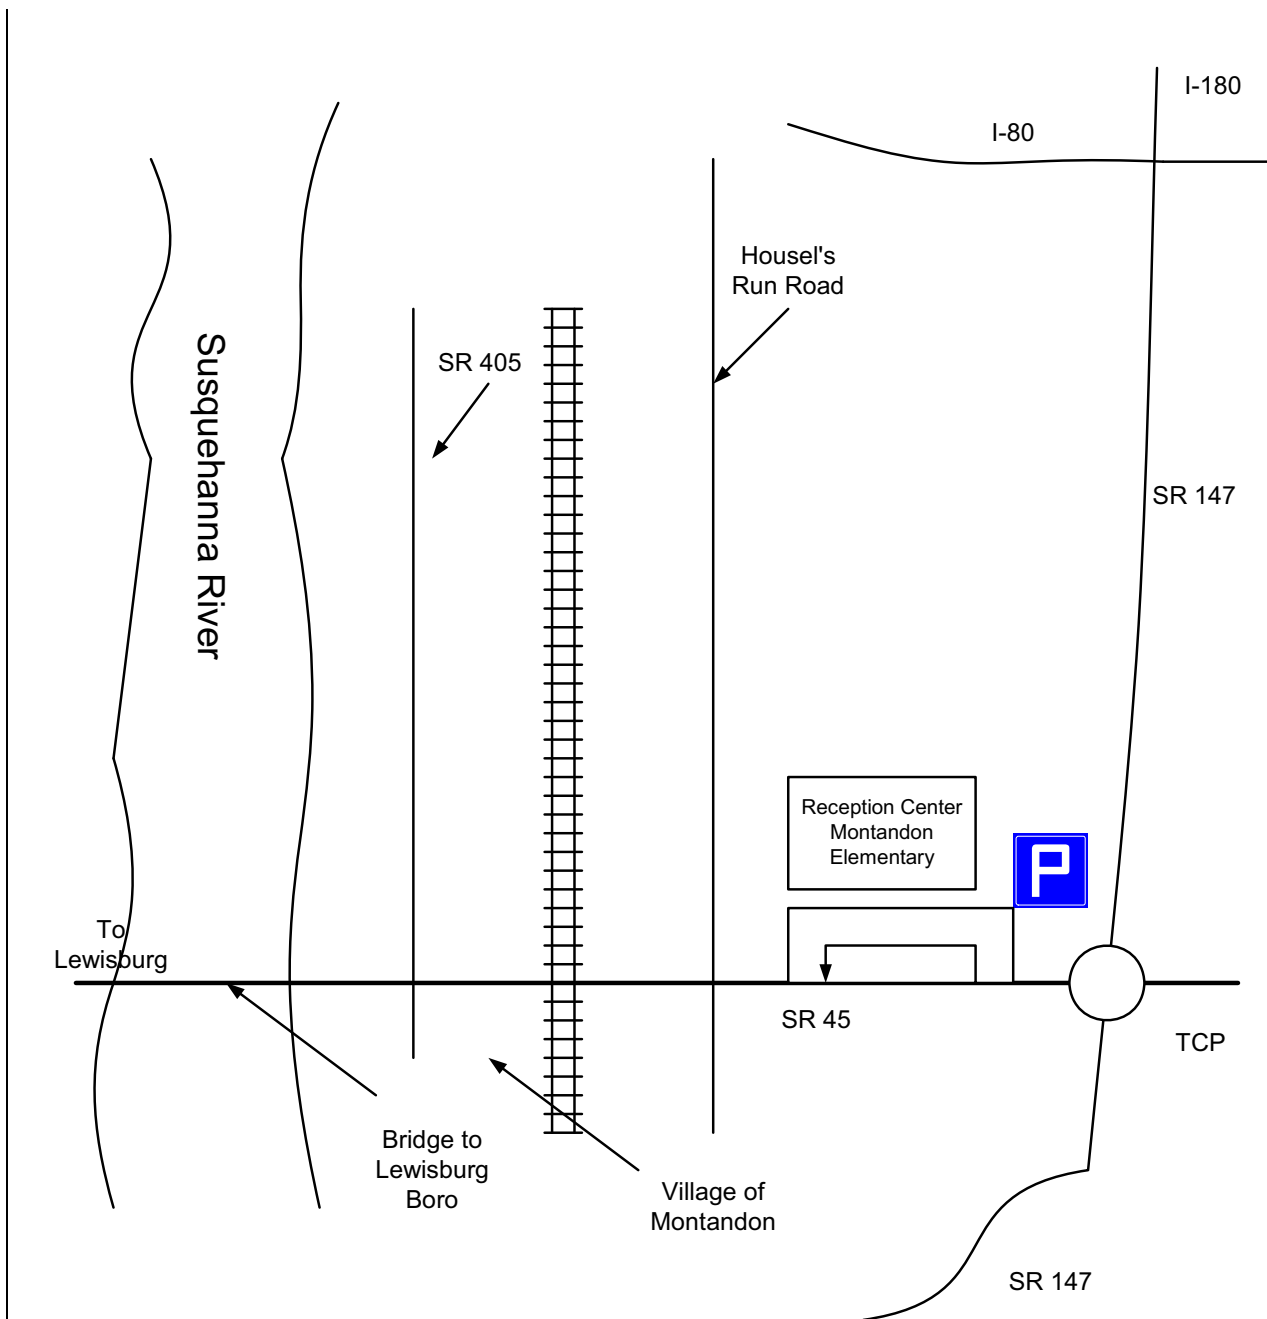 I-180
I-80
Housel's
Run Road
Susquehanna River
SR 405
SR 147
Reception Center
Montandon
Elementary
P
To
Lewisburg
SR 45
TCP
Bridge to
Lewisburg
Boro
Village of
Montandon
SR 147